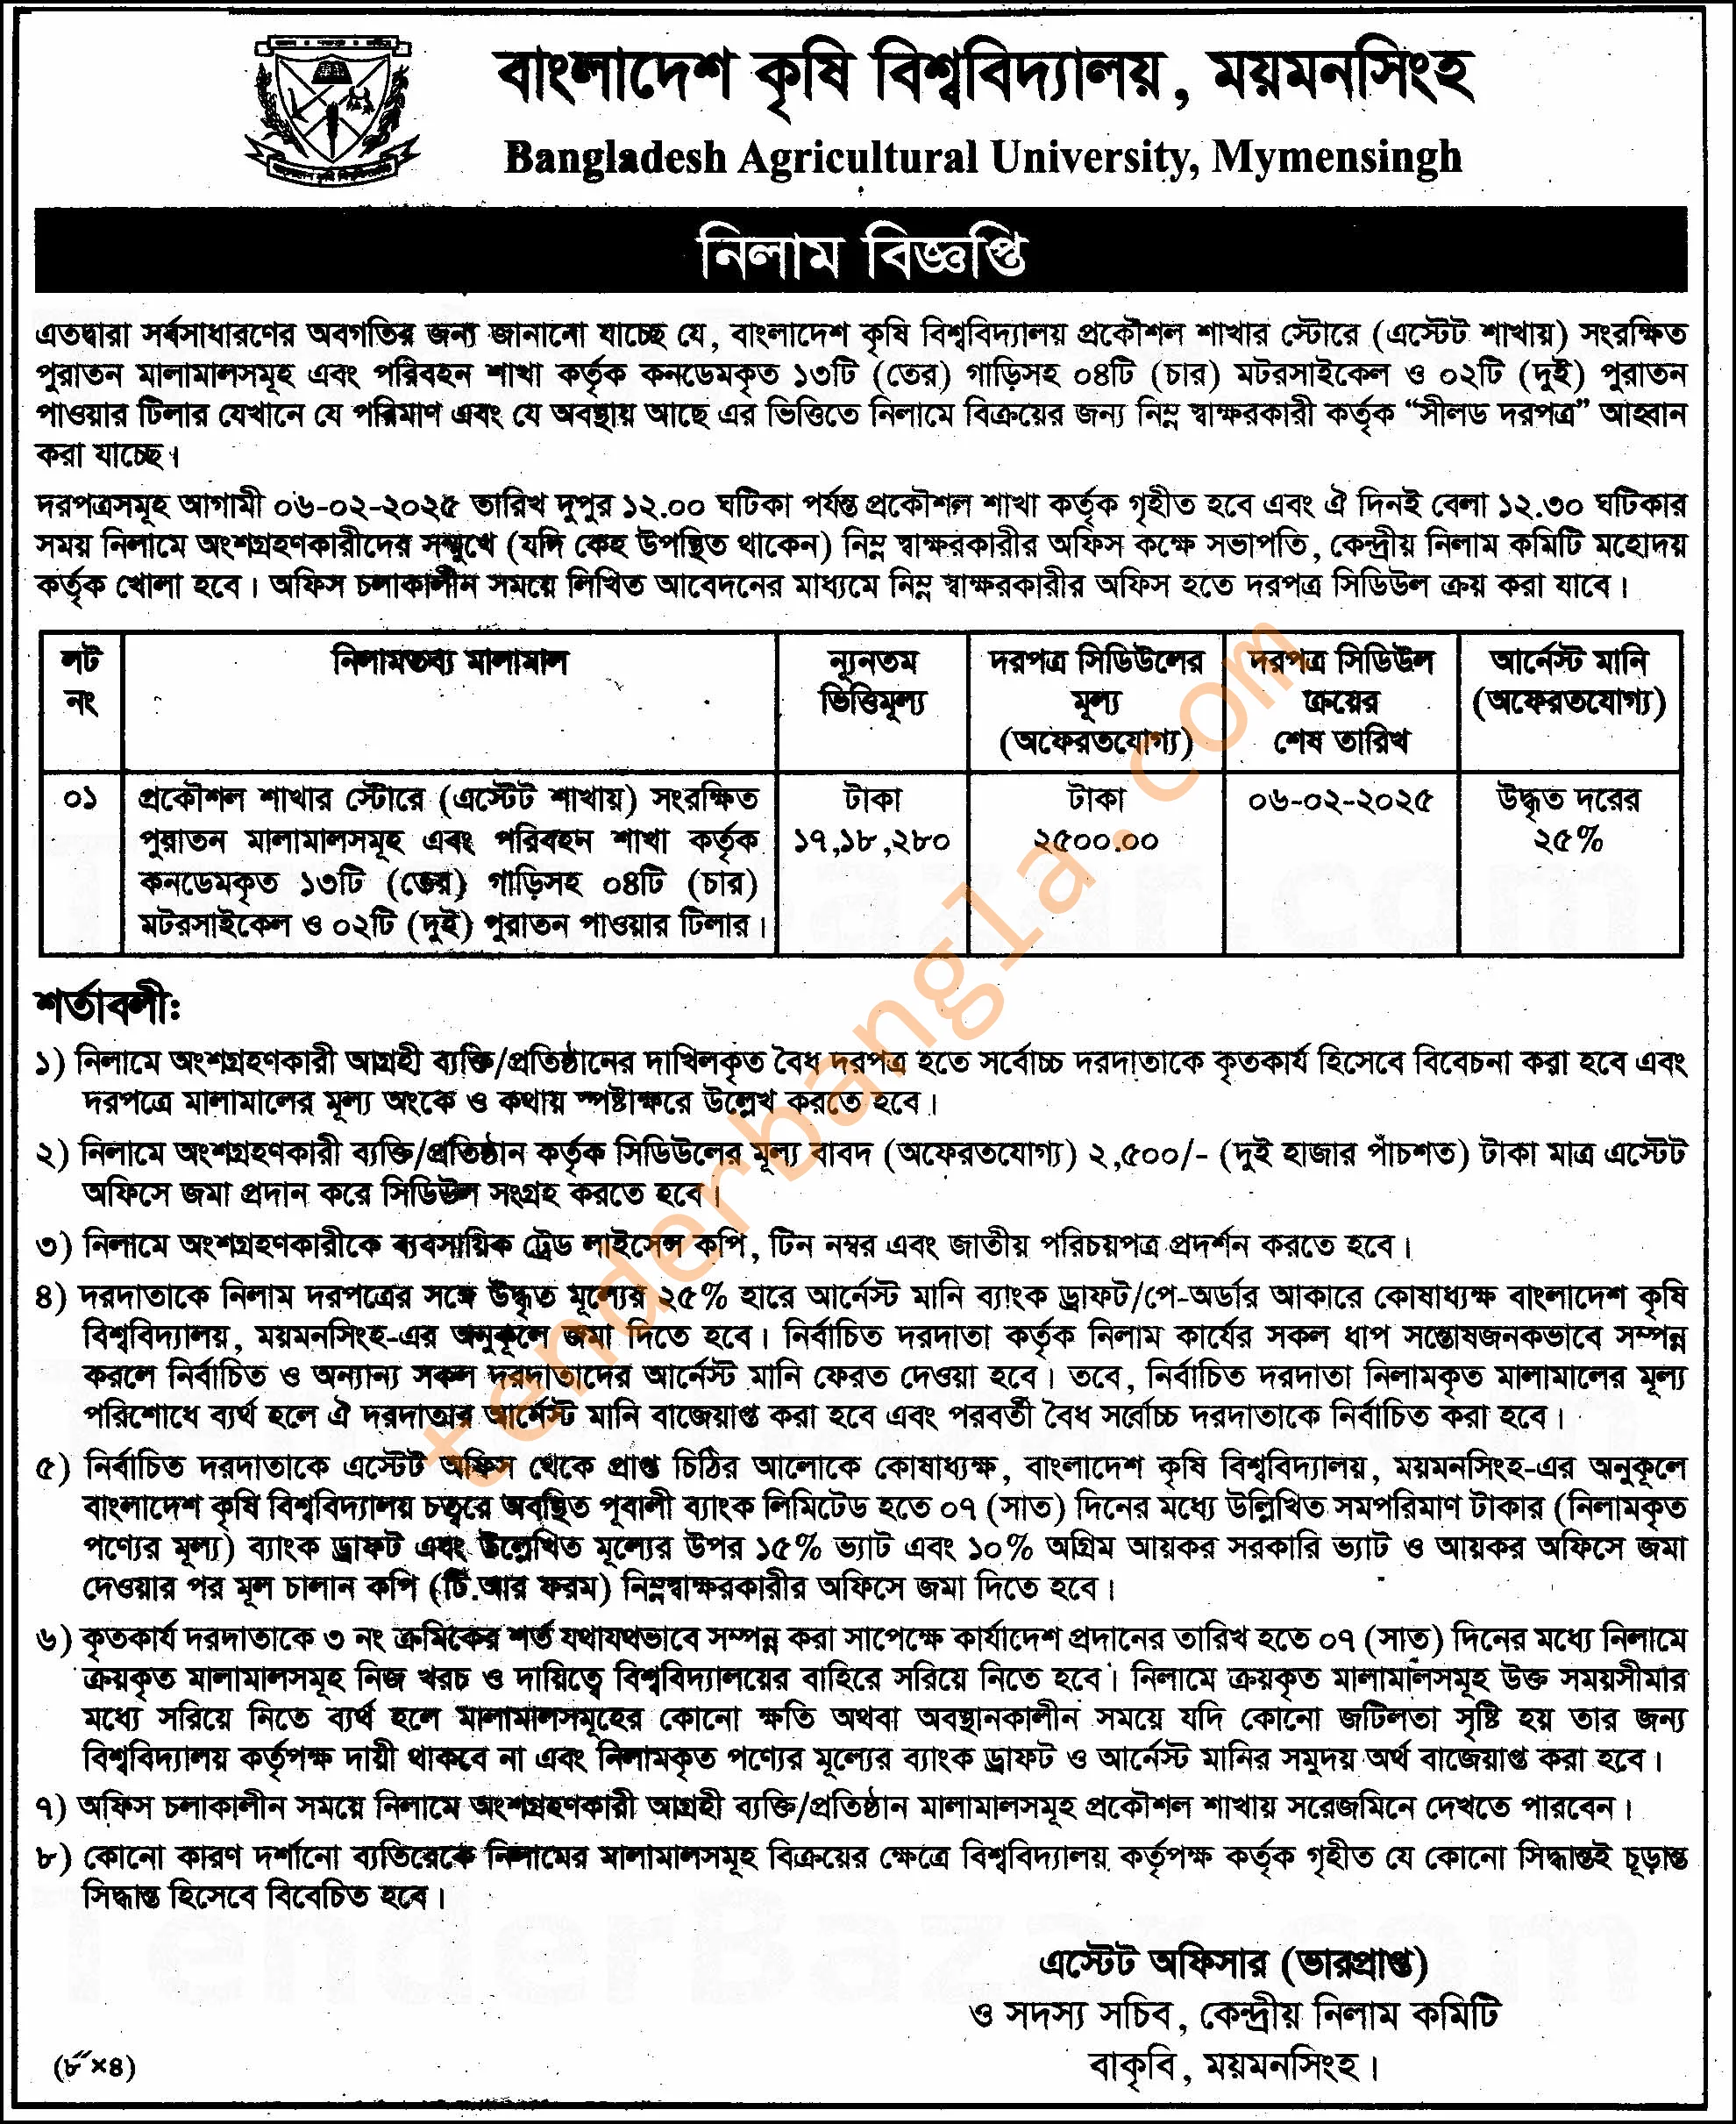 বাংলাদেশ কৃষি বিশ্ববিদ্যালয়, ময়মনসিংহ
Bangladesh Agricultural University, Mymensingh
নিলাম বিজ্ঞপ্তি
এতদ্বারা সর্বসাধারণের অবগতির জন্য জানানো যাচ্ছে যে, বাংলাদেশ কৃষি বিশ্ববিদ্যালয় প্রকৌশল শাখার স্টোরে (এস্টেট শাখায়) সংরক্ষিত
পুরাতন মালামালসমূহ এবং পরিবহন শাখা কর্তৃক কনডেমকৃত ১৩টি (তের) গাড়িসহ ০৪টি (চার) মটরসাইকেল ও ০২টি (দুই) পুরাতন
পাওয়ার টিলার যেখানে যে পরিমাণ এবং যে অবস্থায় আছে এর ভিত্তিতে নিলামে বিক্রয়ের জন্য নিম্ন স্বাক্ষরকারী কর্তৃক “সীলড দরপত্র” আহ্বান
করা যাচ্ছে।
দরপত্রসমূহ আগামী ০৬-০২-২০২৫ তারিখ দুপুর ১২.০০ ঘটিকা পর্যন্ত প্রকৌশল শাখা কর্তৃক গৃহীত হবে এবং ঐ দিনই বেলা ১২.৩০ ঘটিকার
সময় নিলামে অংশগ্রহণকারীদের সম্মুখে (যদি কেহ উপস্থিত থাকেন) নিম্ন স্বাক্ষরকারীর অফিস কক্ষে সভাপতি, কেন্দ্রীয় নিলাম কমিটি মহোদয়
কর্তৃক খোলা হবে। অফিস চলাকালীন সময়ে লিখিত আবেদনের মাধ্যমে নিম্ন স্বাক্ষরকারীর অফিস হতে দরপত্র সিডিউল ক্রয় করা যাবে।
লট নং | নিলামতব্য মালামাল | ন্যূনতম ভিত্তিমূল্য | দরপত্র সিডিউলের মূল্য (অফেরতযোগ্য) | দরপত্র সিডিউল ক্রয়ের শেষ তারিখ | আর্নেস্ট মানি (অফেরতযোগ্য)
০১ | প্রকৌশল শাখার স্টোরে (এস্টেট শাখায়) সংরক্ষিত | টাকা | টাকা | ০৬-০২-২০২৫ | উদ্ধৃত দরের
পুরাতন মালামালসমূহ এবং পরিবহন শাখা কর্তৃক | ১৭,১৮,২৮০ | ২৫০০.০০ | ২৫%
কনডেমকৃত ১৩টি (তের) গাড়িসহ ০৪টি (চার)
মটরসাইকেল ও ০২টি (দুই) পুরাতন পাওয়ার টিলার।
শর্তাবলী:
১) নিলামে অংশগ্রহণকারী আগ্রহী ব্যক্তি/প্রতিষ্ঠানের দাখিলকৃত বৈধ দরপত্র হতে সর্বোচ্চ দরদাতাকে কৃতকার্য হিসেবে বিবেচনা করা হবে এবং
দরপত্রে মালামালের মূল্য অংকে ও কথায় স্পষ্টাক্ষরে উল্লেখ করতে হবে।
২) নিলামে অংশগ্রহণকারী ব্যক্তি/প্রতিষ্ঠান কর্তৃক সিডিউলের মূল্য বাবদ (অফেরতযোগ্য) ২,৫০০/- (দুই হাজার পাঁচশত) টাকা মাত্র এস্টেট
অফিসে জমা প্রদান করে সিডিউল সংগ্রহ করতে হবে।
৩) নিলামে অংশগ্রহণকারীকে ব্যবসায়িক ট্রেড লাইসেন্স কপি, টিন নম্বর এবং জাতীয় পরিচয়পত্র প্রদর্শন করতে হবে।
৪) দরদাতাকে নিলাম দরপত্রের সঙ্গে উদ্ধৃত মূল্যের ২৫% হারে আর্নেস্ট মানি ব্যাংক ড্রাফট/পে-অর্ডার আকারে কোষাধ্যক্ষ বাংলাদেশ কৃষি
বিশ্ববিদ্যালয়, ময়মনসিংহ-এর অনুকূলে জমা দিতে হবে। নির্বাচিত দরদাতা কর্তৃক নিলাম কার্যের সকল ধাপ সন্তোষজনকভাবে সম্পন্ন
করলে নির্বাচিত ও অন্যান্য সকল দরদাতাদের আর্নেস্ট মানি ফেরত দেওয়া হবে। তবে, নির্বাচিত দরদাতা নিলামকৃত মালামালের মূল্য
পরিশোধে ব্যর্থ হলে ঐ দরদাতার আর্নেস্ট মানি বাজেয়াপ্ত করা হবে এবং পরবর্তী বৈধ সর্বোচ্চ দরদাতাকে নির্বাচিত করা হবে।
৫) নির্বাচিত দরদাতাকে এস্টেট অফিস থেকে প্রাপ্ত চিঠির আলোকে কোষাধ্যক্ষ, বাংলাদেশ কৃষি বিশ্ববিদ্যালয়, ময়মনসিংহ-এর অনুকূলে
বাংলাদেশ কৃষি বিশ্ববিদ্যালয় চত্বরে অবস্থিত পূবালী ব্যাংক লিমিটেড হতে ০৭ (সাত) দিনের মধ্যে উল্লিখিত সমপরিমাণ টাকার (নিলামকৃত
পণ্যের মূল্য) ব্যাংক ড্রাফট এবং উল্লেখিত মূল্যের উপর ১৫% ভ্যাট এবং ১০% অগ্রিম আয়কর সরকারি ভ্যাট ও আয়কর অফিসে জমা
দেওয়ার পর মূল চালান কপি (টি.আর ফরম) নিম্নস্বাক্ষরকারীর অফিসে জমা দিতে হবে।
৬) কৃতকার্য দরদাতাকে ৩ নং ক্রমিকের শর্ত যথাযথভাবে সম্পন্ন করা সাপেক্ষে কার্যাদেশ প্রদানের তারিখ হতে ০৭ (সাত) দিনের মধ্যে নিলামে
ক্রয়কৃত মালামালসমূহ নিজ খরচ ও দায়িত্বে বিশ্ববিদ্যালয়ের বাহিরে সরিয়ে নিতে হবে। নিলামে ক্রয়কৃত মালামালসমূহ উক্ত সময়সীমার
মধ্যে সরিয়ে নিতে ব্যর্থ হলে মালামালসমূহের কোনো ক্ষতি অথবা অবস্থানকালীন সময়ে যদি কোনো জটিলতা সৃষ্টি হয় তার জন্য
বিশ্ববিদ্যালয় কর্তৃপক্ষ দায়ী থাকবে না এবং নিলামকৃত পণ্যের মূল্যের ব্যাংক ড্রাফট ও আর্নেস্ট মানির সমুদয় অর্থ বাজেয়াপ্ত করা হবে।
৭) অফিস চলাকালীন সময়ে নিলামে অংশগ্রহণকারী আগ্রহী ব্যক্তি/প্রতিষ্ঠান মালামালসমূহ প্রকৌশল শাখায় সরেজমিনে দেখতে পারবেন।
৮) কোনো কারণ দর্শানো ব্যতিরেকে নিলামের মালামালসমূহ বিক্রয়ের ক্ষেত্রে বিশ্ববিদ্যালয় কর্তৃপক্ষ কর্তৃক গৃহীত যে কোনো সিদ্ধান্তই চূড়ান্ত
সিদ্ধান্ত হিসেবে বিবেচিত হবে।
এস্টেট অফিসার (ভারপ্রাপ্ত)
ও সদস্য সচিব, কেন্দ্রীয় নিলাম কমিটি
বাকৃবি, ময়মনসিংহ।
(৮"×৪)
tenderbangla.com